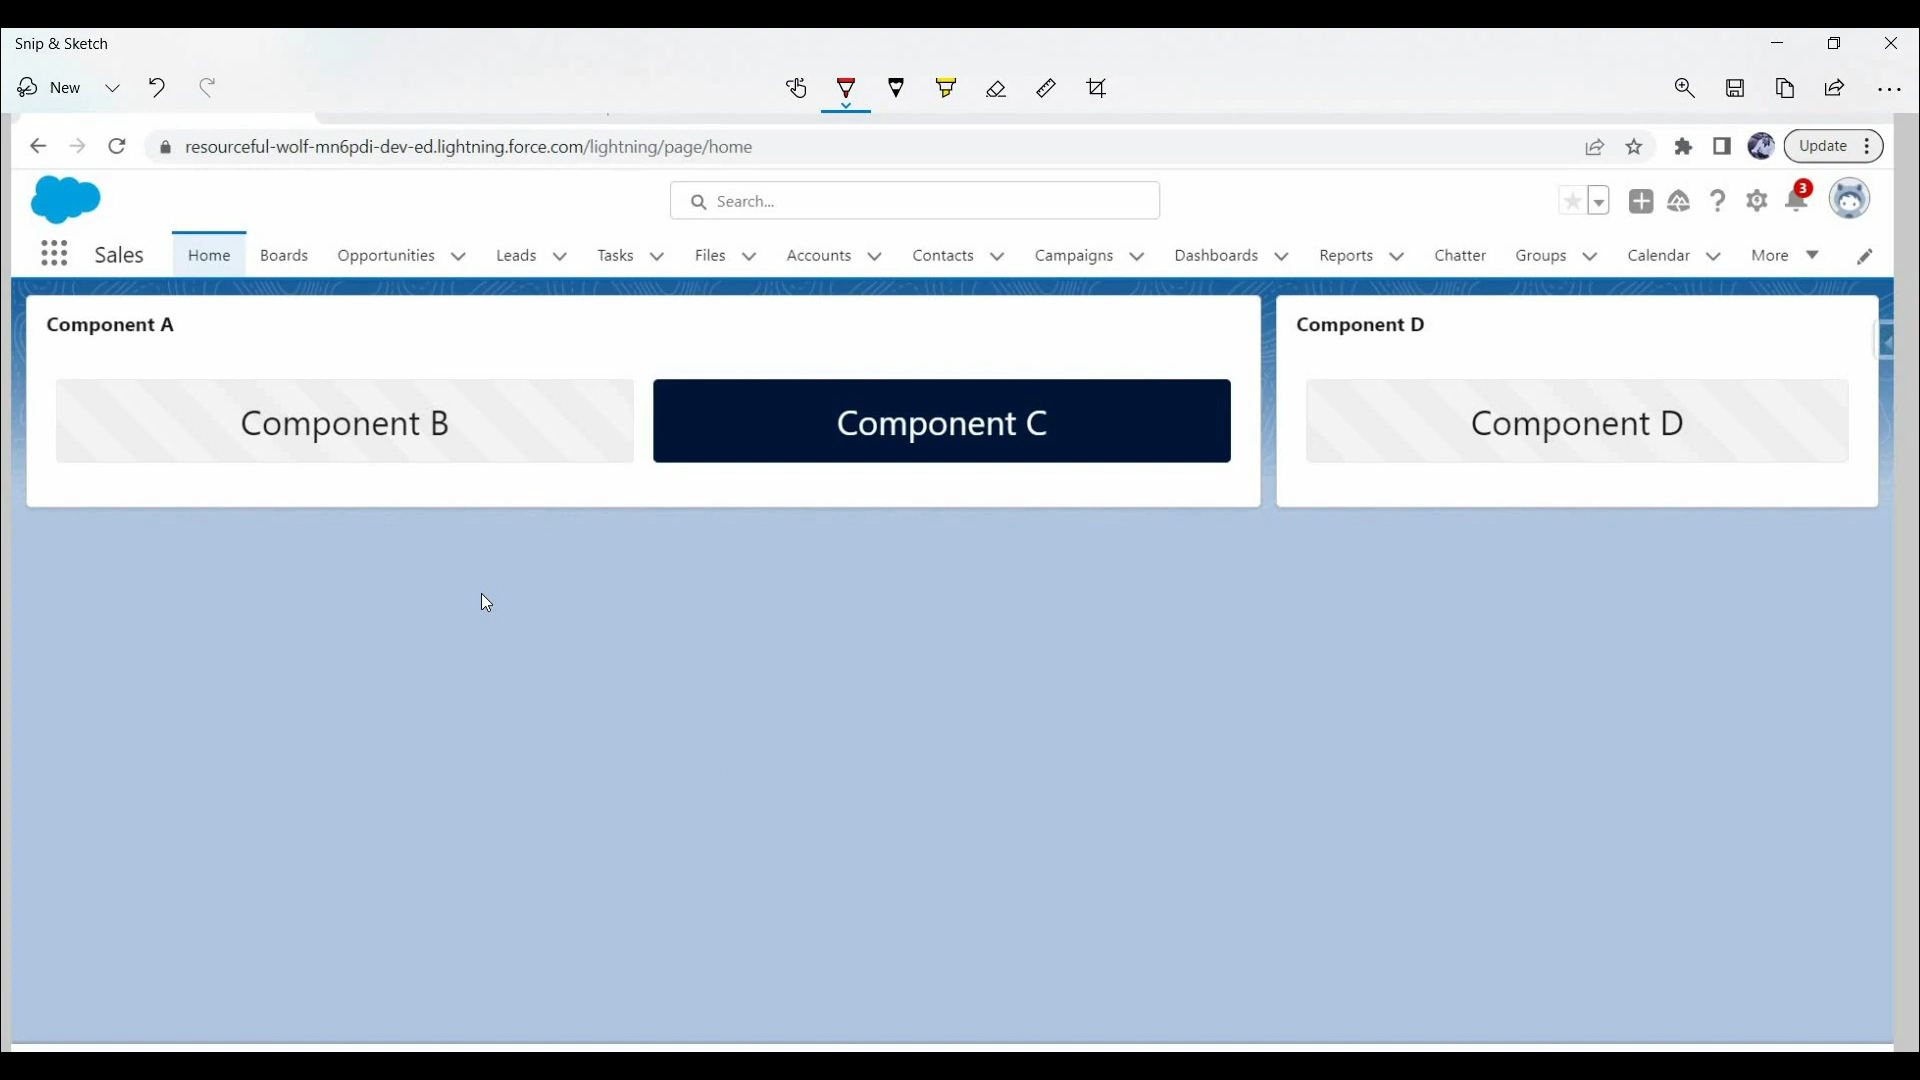 Snip & Sketch
New
resourceful-wolf-mn6pdi-dev-ed.lightning.force.com/lightning/page/home
Update
Search...
3
Sales Home Boards Opportunities Leads Tasks Files Accounts Contacts Campaigns Dashboards Reports Chatter Groups Calendar More
Component A
Component D
Component B
Component C
Component D